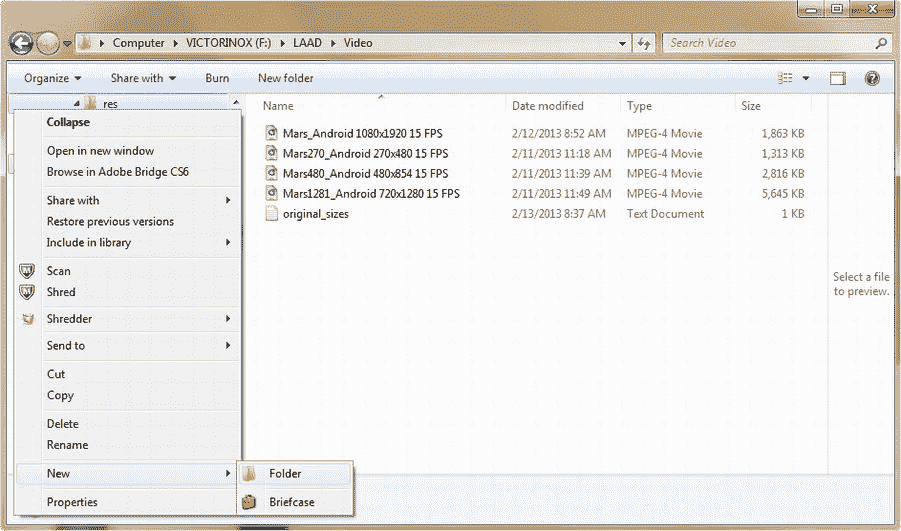 Computer ▸ VICTORINOX (F:) ▸ LAAD ▸ Video
Search Video
Organize Share with Burn New folder
res
Name Date modified Type Size
Mars_Android 1080x1920 15 FPS 2/12/2013 8:52 AM MPEG-4 Movie 1,863 KB
Mars270_Android 270x480 15 FPS 2/11/2013 11:18 AM MPEG-4 Movie 1,313 KB
Mars480_Android 480x854 15 FPS 2/11/2013 11:39 AM MPEG-4 Movie 2,816 KB
Mars1281_Android 720x1280 15 FPS 2/11/2013 11:49 AM MPEG-4 Movie 5,645 KB
original_sizes 2/13/2013 8:37 AM Text Document 1 KB
Select a file
to preview.
Collapse
Open in new window
Browse in Adobe Bridge CS6
Share with
Restore previous versions
Include in library
Scan
Shred
Shredder
Send to
Cut
Copy
Delete
Rename
New
Properties
Folder
Briefcase